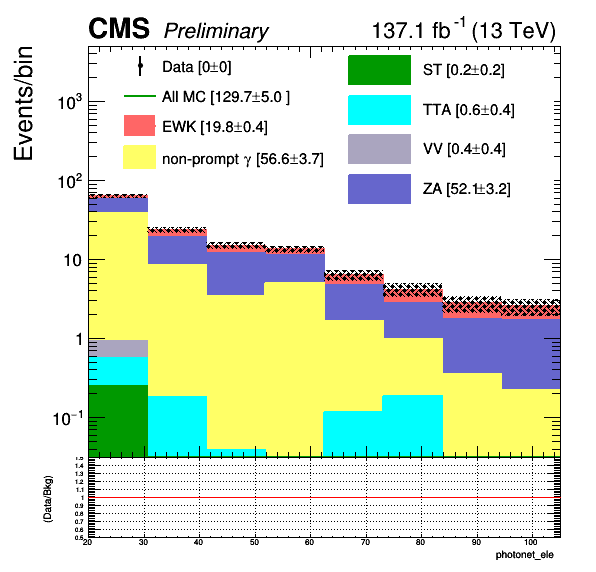 CMS Preliminary 137.1 fb⁻¹ (13 TeV)
Events/bin
Data [0±0]
All MC [129.7±5.0 ]
EWK [19.8±0.4]
non-prompt γ [56.6±3.7]
ST [0.2±0.2]
TTA [0.6±0.4]
VV [0.4±0.4]
ZA [52.1±3.2]
10³
10²
10
1
10⁻¹
(Data/Bkg)
1.5
1.4
1.3
1.2
1.1
1
0.9
0.8
0.7
0.6
0.5
20 30 40 50 60 70 80 90 100
photonet_ele